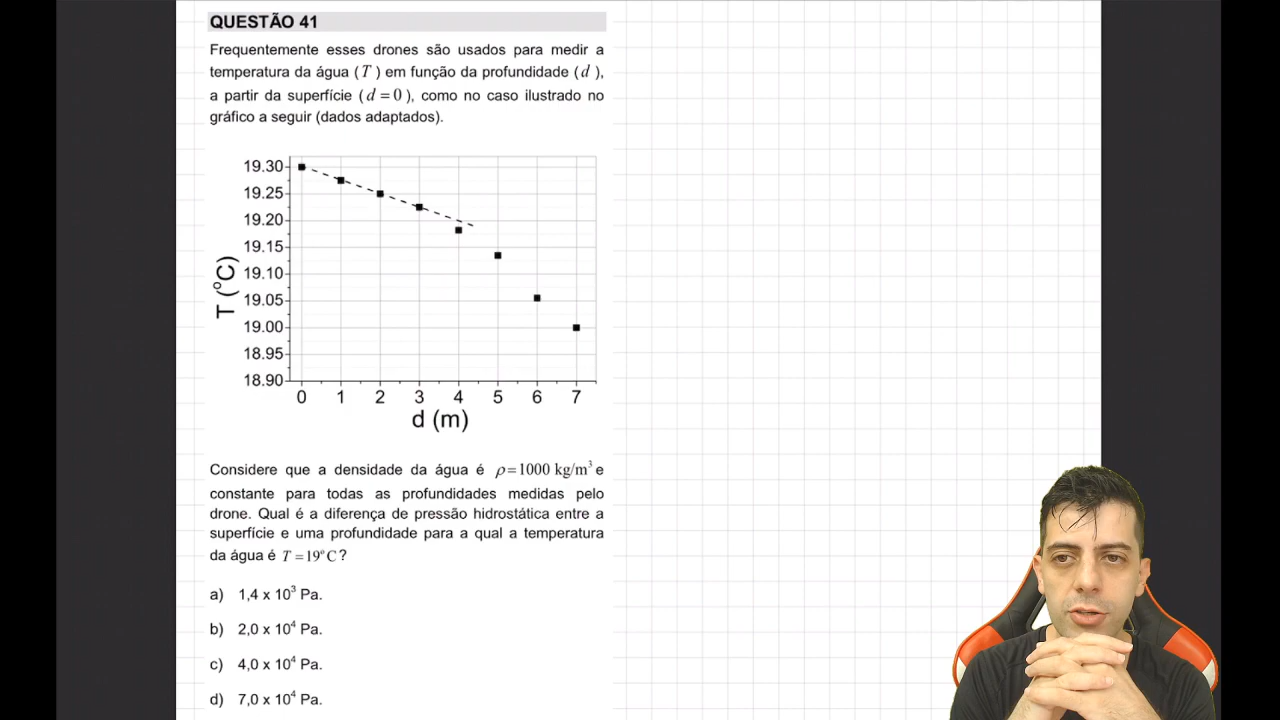 QUESTÃO 41
Frequentemente esses drones são usados para medir a
temperatura da água ( T ) em função da profundidade ( d ),
a partir da superfície ( d = 0 ), como no caso ilustrado no
gráfico a seguir (dados adaptados).
19.30
19.25
19.20
19.15
19.10
19.05
19.00
18.95
18.90
T (°C)
0 1 2 3 4 5 6 7
d (m)
Considere que a densidade da água é ρ = 1000 kg/m³ e
constante para todas as profundidades medidas pelo
drone. Qual é a diferença de pressão hidrostática entre a
superfície e uma profundidade para a qual a temperatura
da água é T = 19°C ?
a) 1,4 x 10³ Pa.
b) 2,0 x 10⁴ Pa.
c) 4,0 x 10⁴ Pa.
d) 7,0 x 10⁴ Pa.